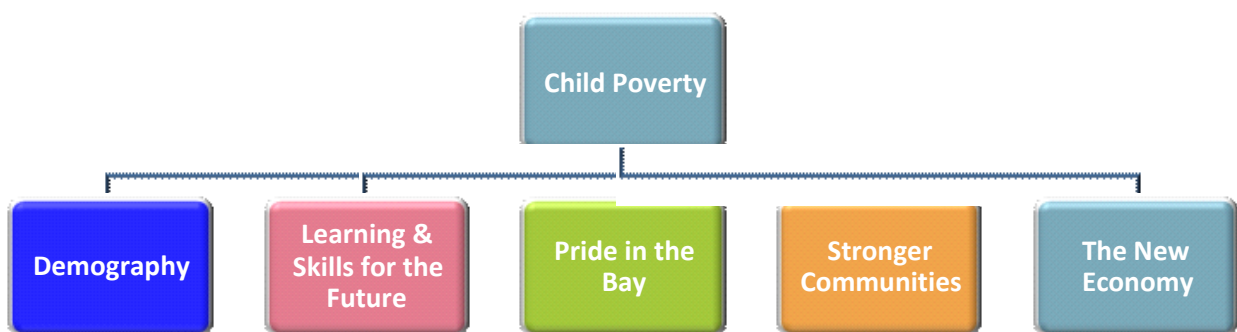 Child Poverty
Demography
Learning &
Skills for the
Future
Pride in the
Bay
Stronger
Communities
The New
Economy